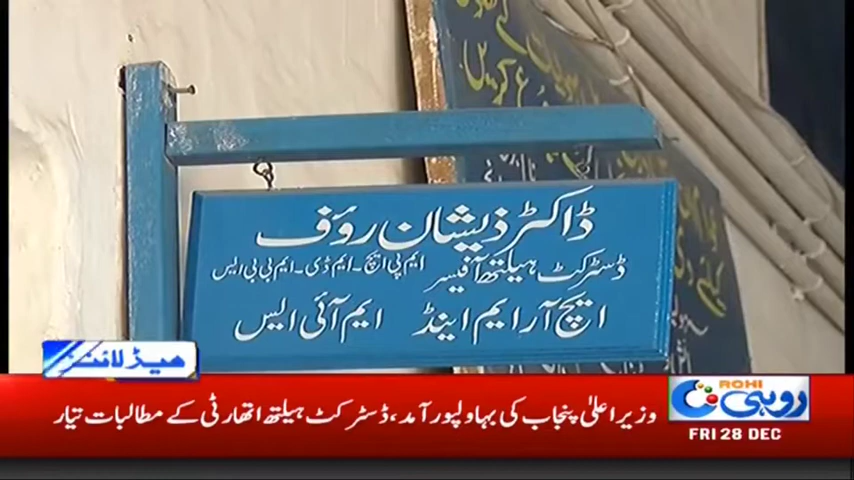 ڈاکٹر ذیشان روٴف
ڈسٹرکٹ ہیلتھ آفیسر ایم پی ایچ ۔ ایم ڈی ۔ ایم بی بی ایس
ایچ آر ایم اینڈ ایم آئی ایس
ہیڈلائنز
وزیراعلیٰ پنجاب کی بہاولپور آمد، ڈسٹرکٹ ہیلتھ اتھارٹی کے مطالبات تیار
ROHI
روہی
FRI 28 DEC